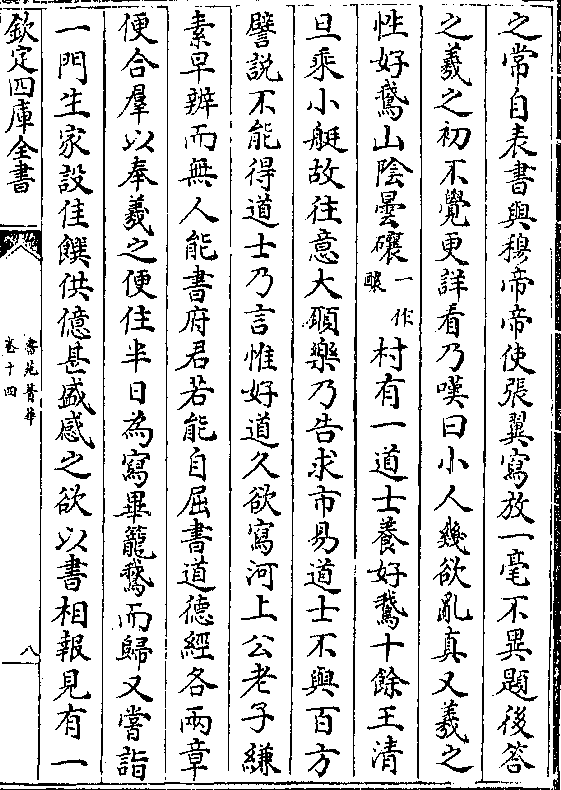 之常自表書與穆帝帝使張翼寫放一毫不異題後答
之羲之初不覺更詳看乃嘆曰小人幾欲亂真又羲之
性好鵞山陰曇𥗝一作釀村有一道士養好鵞十餘王清
旦乘小艇故往意大願樂乃告求市易道士不與百方
譬説不能得道士乃言惟好道久欲寫河上公老子縑
素早辨而無人能書府君若能自屈書道德經各兩章
便合羣以奉羲之便住半日為寫畢籠鵞而歸又嘗詣
一門生家設佳饌供億甚盛感之欲以書相報見有一
欽定四庫全書
書苑菁華
卷十四
八